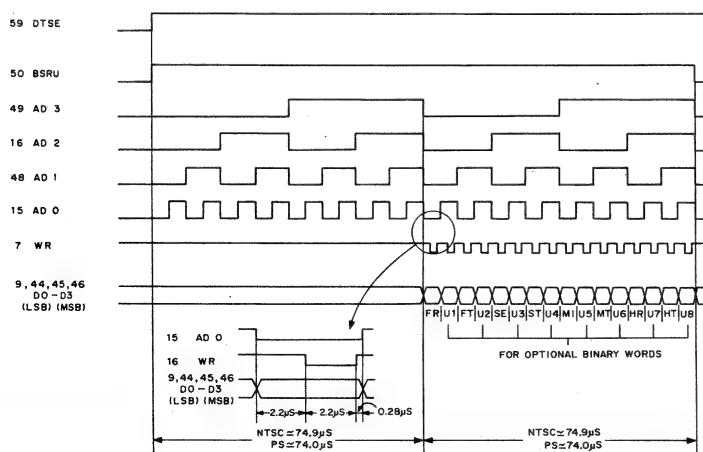 59 DTSE
50 BSRU
49 AD 3
16 AD 2
48 AD 1
15 AD 0
7 WR
9,44,45,46
DO-D3
(LSB) (MSB)
FR U1 FT U2 SE U3 ST U4 MI U5 MT U6 HR U7 HT U8
FOR OPTIONAL BINARY WORDS
15 AD 0
16 WR
9,44,45,46
DO-D3
(LSB) (MSB)
2.2µS 2.2µS 0.28µS
NTSC≃74.9µS
PS≃74.0µS
NTSC≃74.9µS
PS≃74.0µS